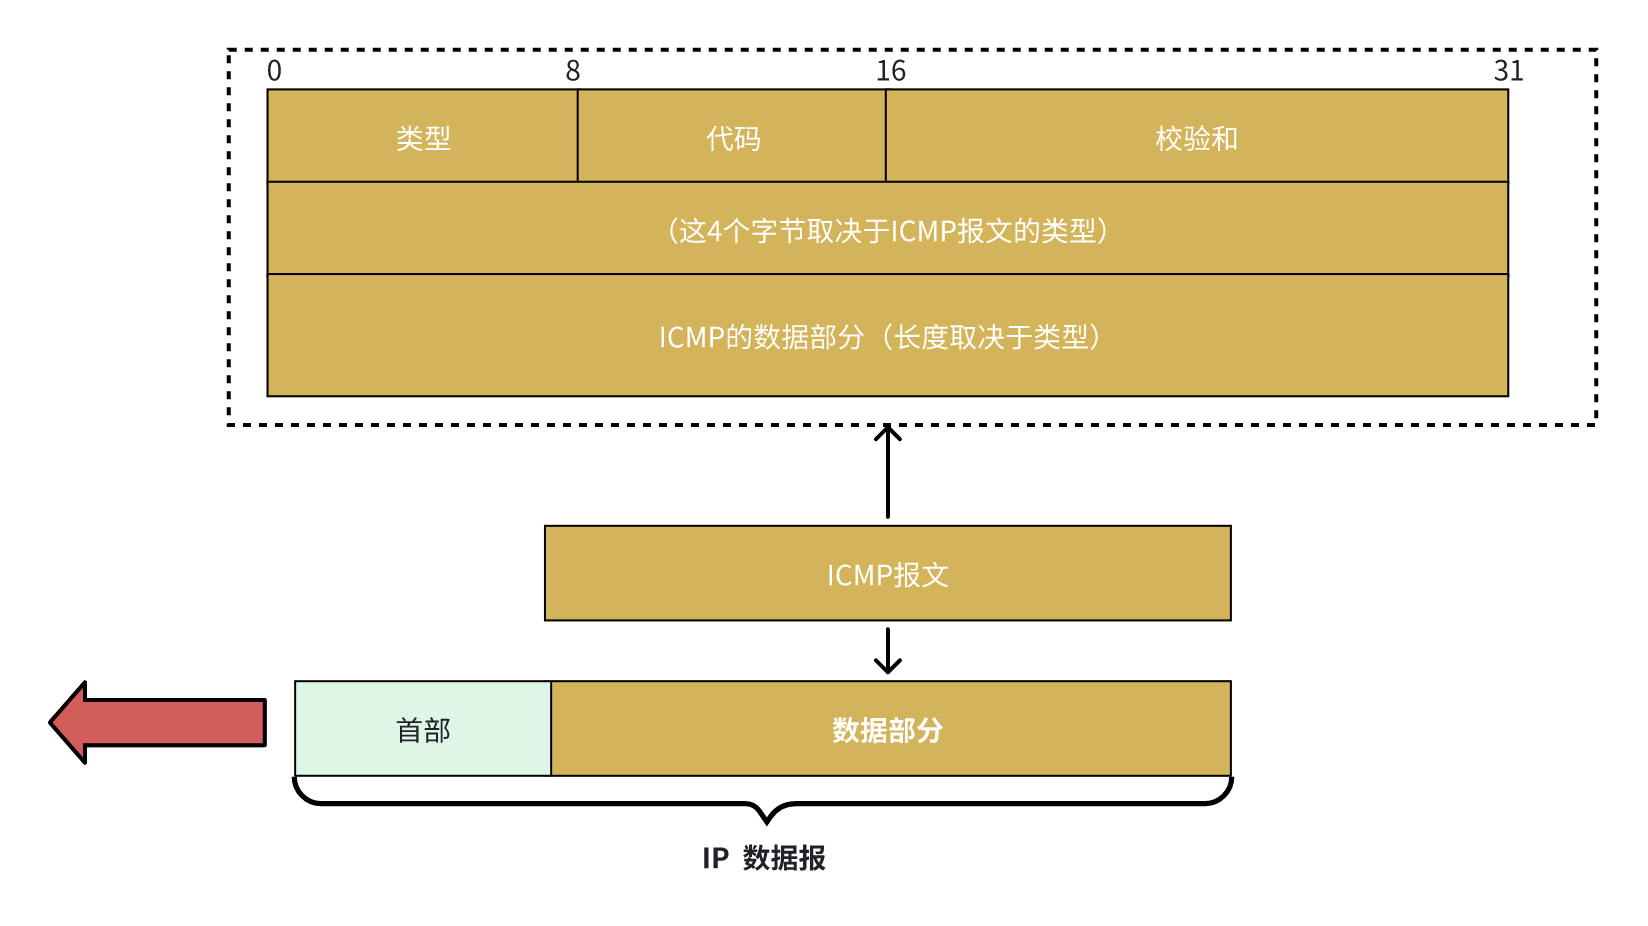 0 8 16 31
类型 代码 校验和
（这4个字节取决于ICMP报文的类型）
ICMP的数据部分（长度取决于类型）
ICMP报文
首部 数据部分
IP 数据报